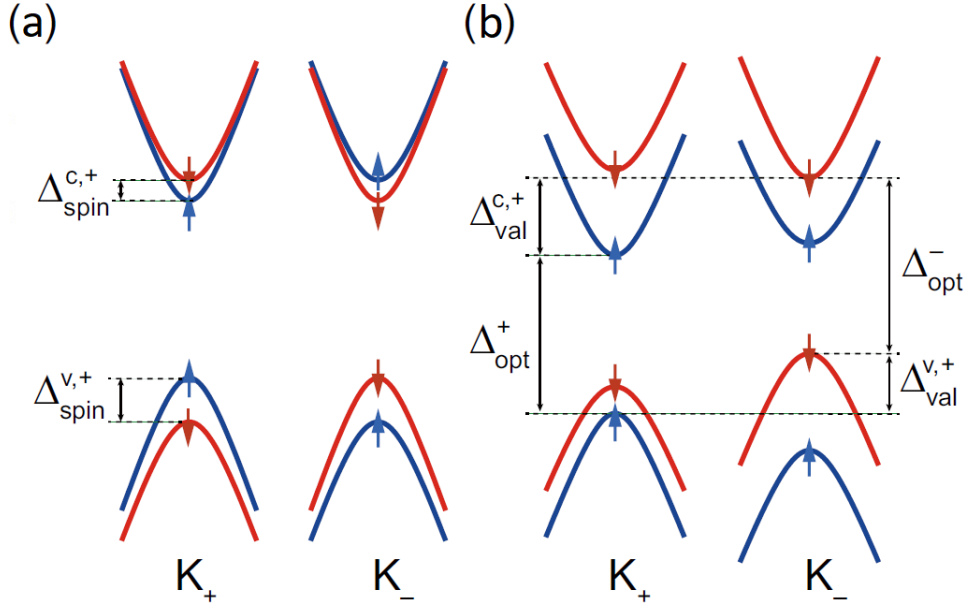 (a)
(b)
Δ^{c,+}_{spin}
Δ^{v,+}_{spin}
K₊
K₋
Δ^{c,+}_{val}
Δ^{+}_{opt}
Δ^{-}_{opt}
Δ^{v,+}_{val}
K₊
K₋